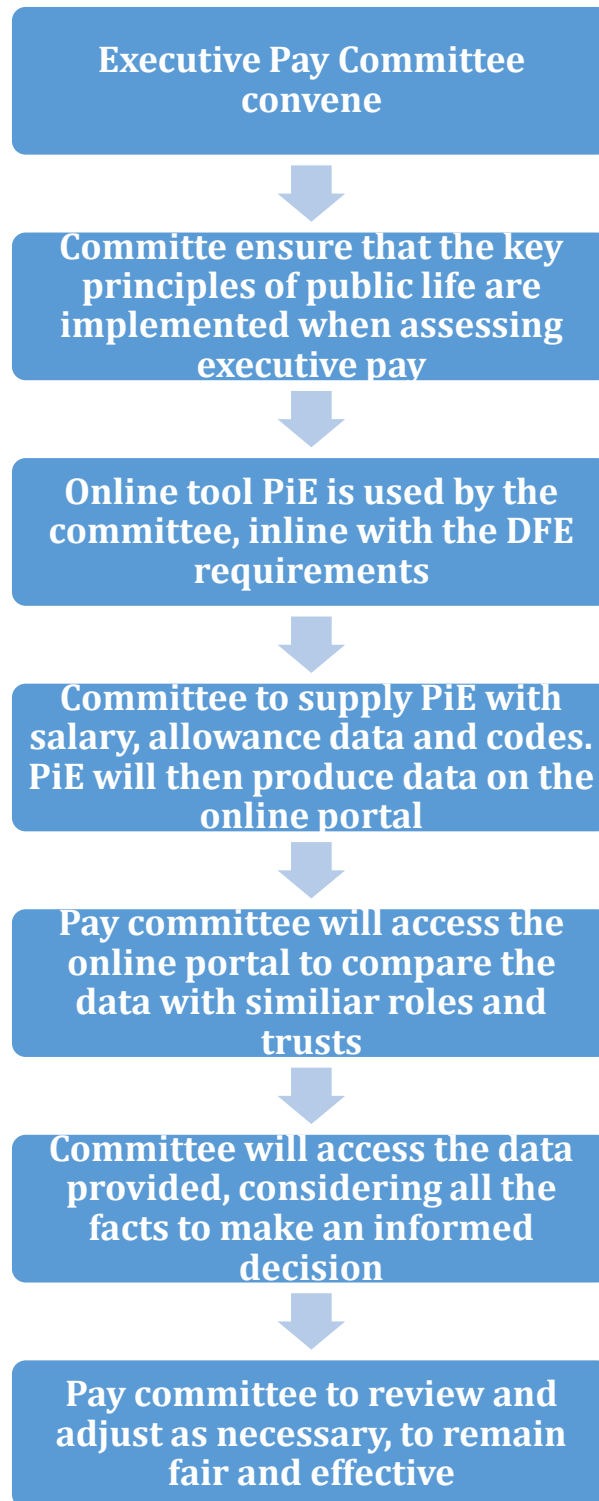 Executive Pay Committee
convene
Committe ensure that the key
principles of public life are
implemented when assessing
executive pay
Online tool PiE is used by the
committee, inline with the DFE
requirements
Committee to supply PiE with
salary, allowance data and codes.
PiE will then produce data on the
online portal
Pay committee will access the
online portal to compare the
data with similiar roles and
trusts
Committee will access the data
provided, considering all the
facts to make an informed
decision
Pay committee to review and
adjust as necessary, to remain
fair and effective